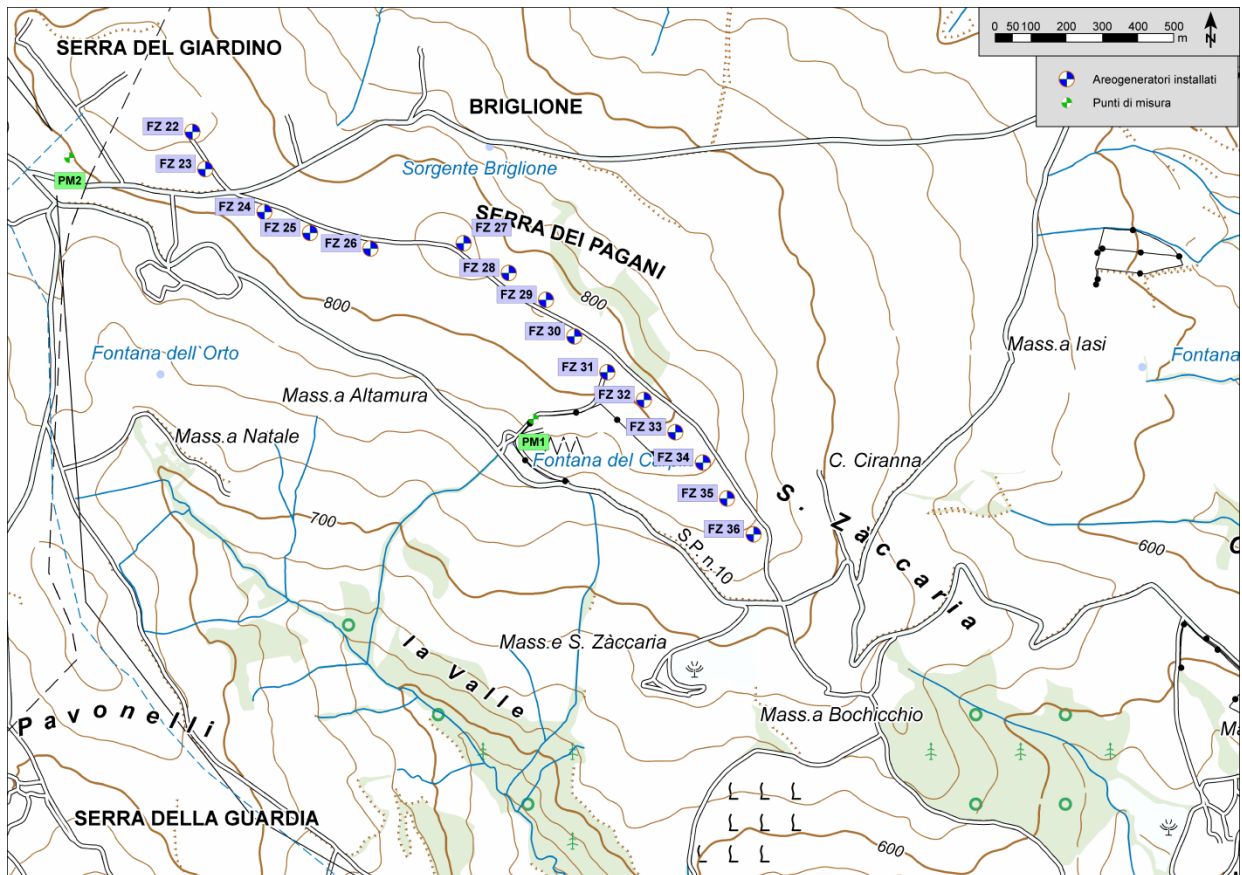 SERRA DEL GIARDINO
0 50 100 200 300 400 500
m
N
Areogeneratori installati
Punti di misura
BRIGLIONE
FZ 22
FZ 23
PM2
Sorgente Briglione
FZ 24
FZ 25
FZ 26
FZ 27
SERRA DEI PAGANI
FZ 28
FZ 29
800
800
FZ 30
Mass.a Iasi
Fontana dell`Orto
Fontana
FZ 31
Mass.a Altamura
FZ 32
FZ 33
Mass.a Natale
PM1
Fontana del
FZ 34
C. Ciranna
FZ 35
S. Zàccaria
700
FZ 36
S.P. n.10
600
la Valle
Mass.e S. Zàccaria
Pavonelli
Mass.a Bochicchio
SERRA DELLA GUARDIA
600